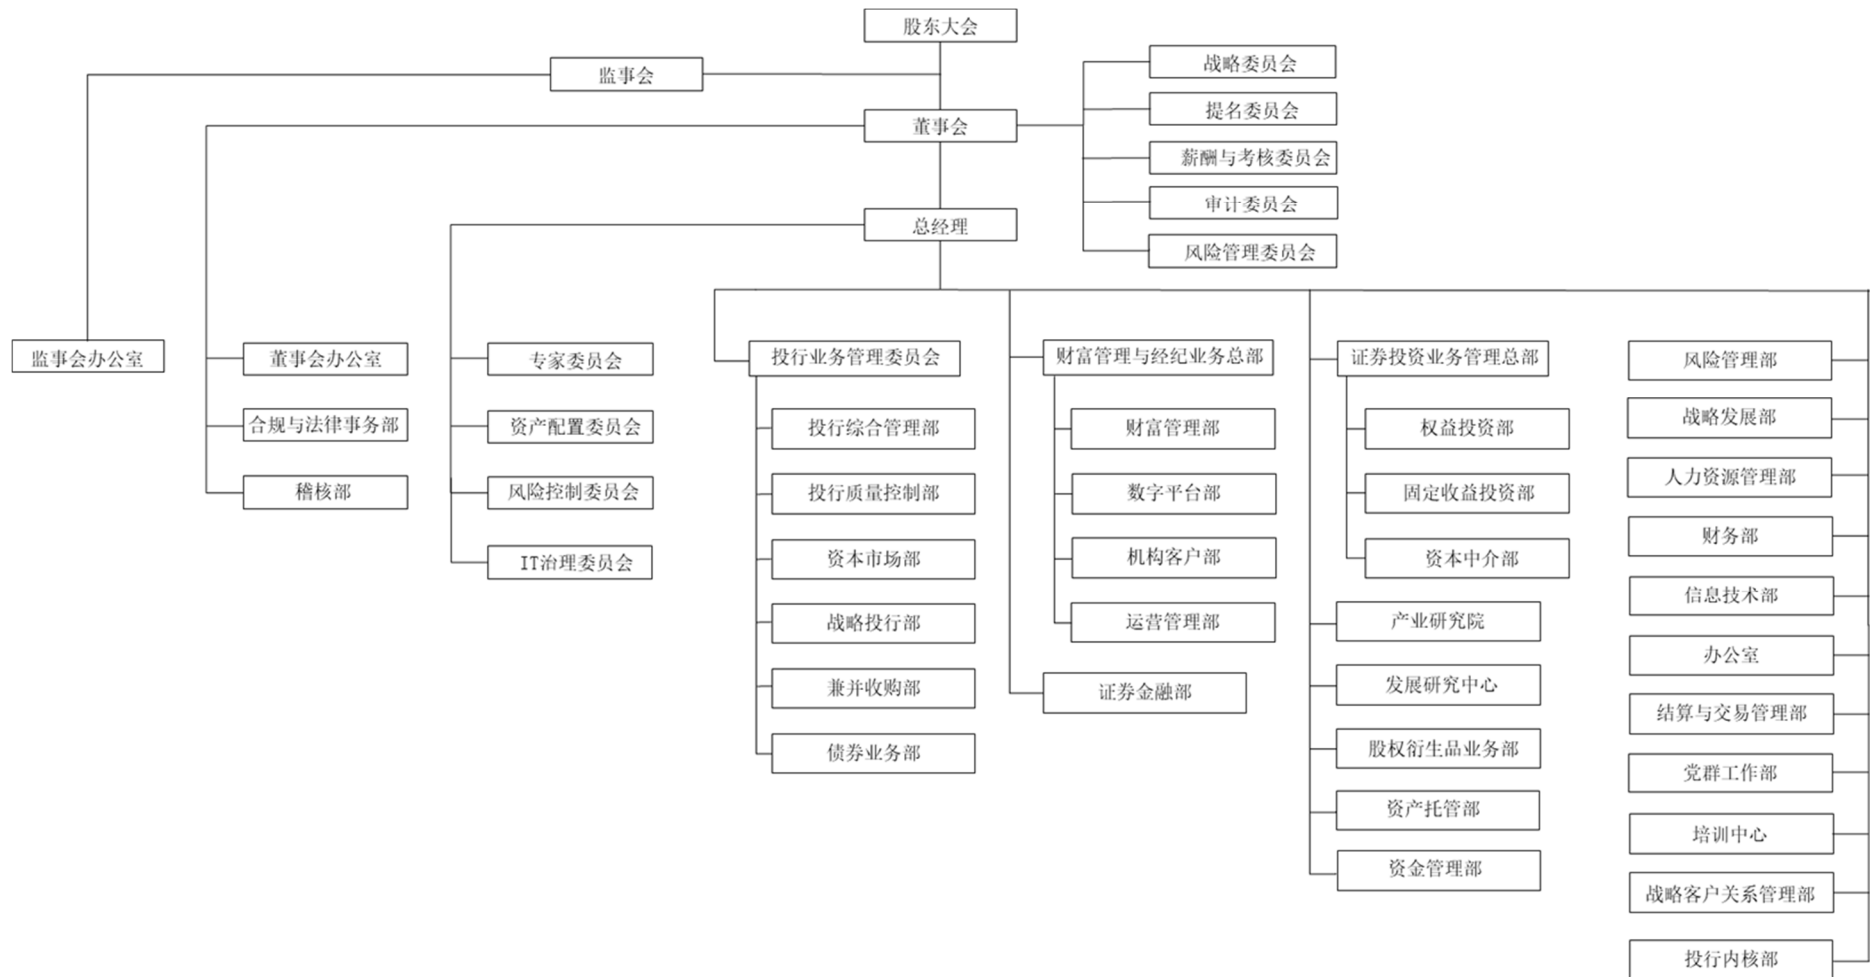 股东大会
监事会
董事会
战略委员会
提名委员会
薪酬与考核委员会
审计委员会
风险管理委员会
总经理
监事会办公室
董事会办公室
合规与法律事务部
稽核部
专家委员会
资产配置委员会
风险控制委员会
IT治理委员会
投行业务管理委员会
投行综合管理部
投行质量控制部
资本市场部
战略投行部
兼并收购部
债券业务部
财富管理与经纪业务总部
财富管理部
数字平台部
机构客户部
运营管理部
证券金融部
证券投资业务管理总部
权益投资部
固定收益投资部
资本中介部
产业研究院
发展研究中心
股权衍生品业务部
资产托管部
资金管理部
风险管理部
战略发展部
人力资源管理部
财务部
信息技术部
办公室
结算与交易管理部
党群工作部
培训中心
战略客户关系管理部
投行内核部